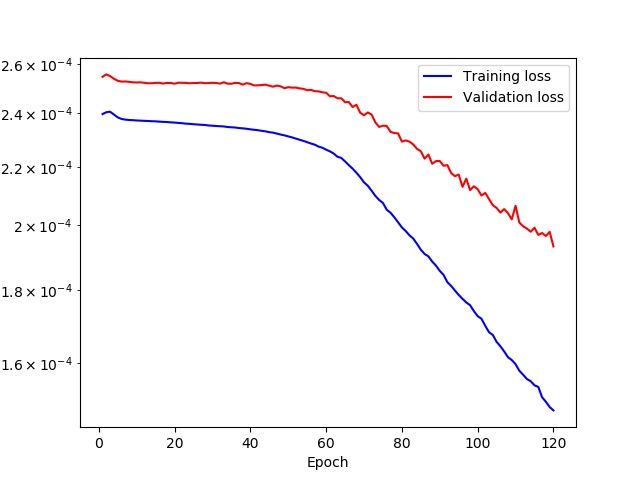 2.6 × 10⁻⁴
2.4 × 10⁻⁴
2.2 × 10⁻⁴
2 × 10⁻⁴
1.8 × 10⁻⁴
1.6 × 10⁻⁴
Training loss
Validation loss
0 20 40 60 80 100 120
Epoch